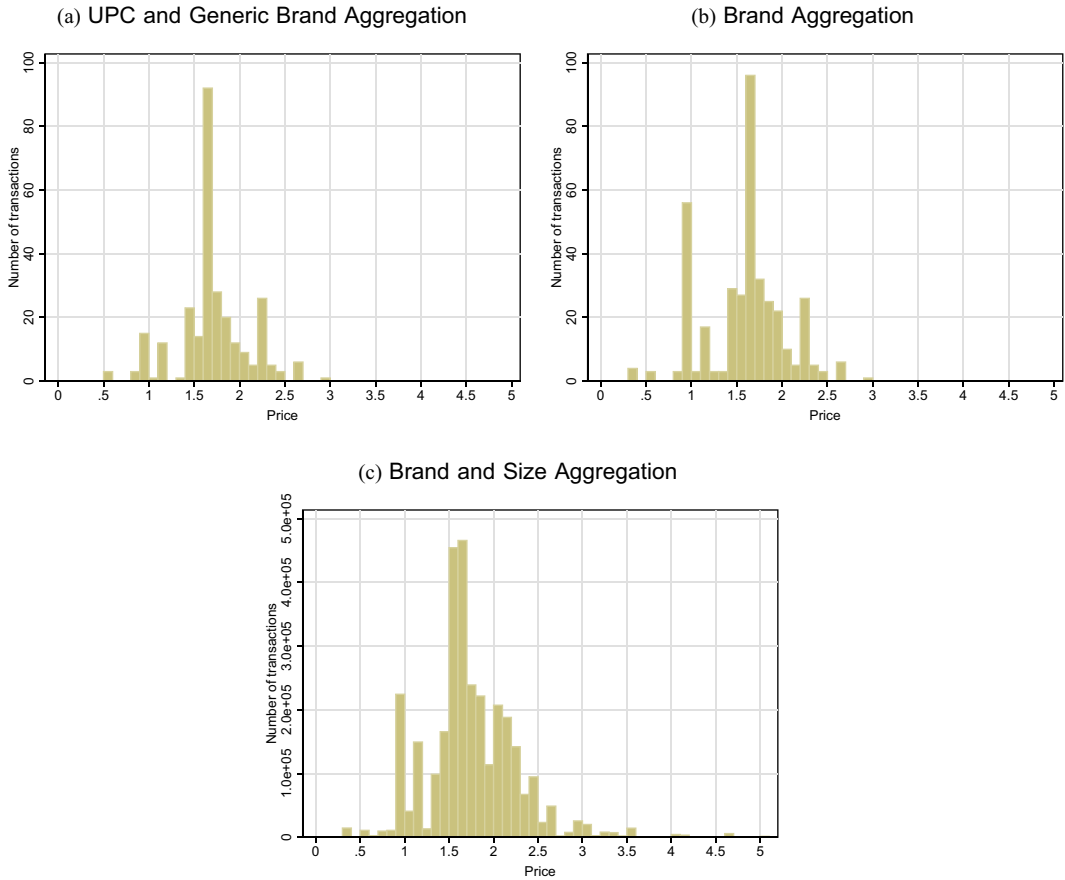 (a) UPC and Generic Brand Aggregation
100
80
60
40
20
0
Number of transactions
0 .5 1 1.5 2 2.5 3 3.5 4 4.5 5
Price
(b) Brand Aggregation
100
80
60
40
20
0
Number of transactions
0 .5 1 1.5 2 2.5 3 3.5 4 4.5 5
Price
(c) Brand and Size Aggregation
5.0e+05
4.0e+05
3.0e+05
2.0e+05
1.0e+05
0
Number of transactions
0 .5 1 1.5 2 2.5 3 3.5 4 4.5 5
Price